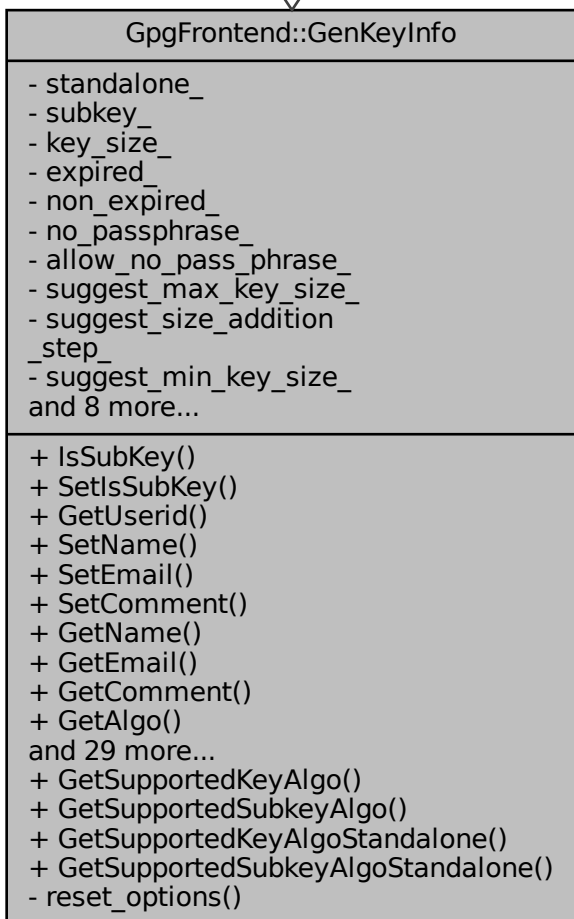 GpgFrontend::GenKeyInfo
- standalone_
- subkey_
- key_size_
- expired_
- non_expired_
- no_passphrase_
- allow_no_pass_phrase_
- suggest_max_key_size_
- suggest_size_addition
_step_
- suggest_min_key_size_
and 8 more...
+ IsSubKey()
+ SetIsSubKey()
+ GetUserid()
+ SetName()
+ SetEmail()
+ SetComment()
+ GetName()
+ GetEmail()
+ GetComment()
+ GetAlgo()
and 29 more...
+ GetSupportedKeyAlgo()
+ GetSupportedSubkeyAlgo()
+ GetSupportedKeyAlgoStandalone()
+ GetSupportedSubkeyAlgoStandalone()
- reset_options()